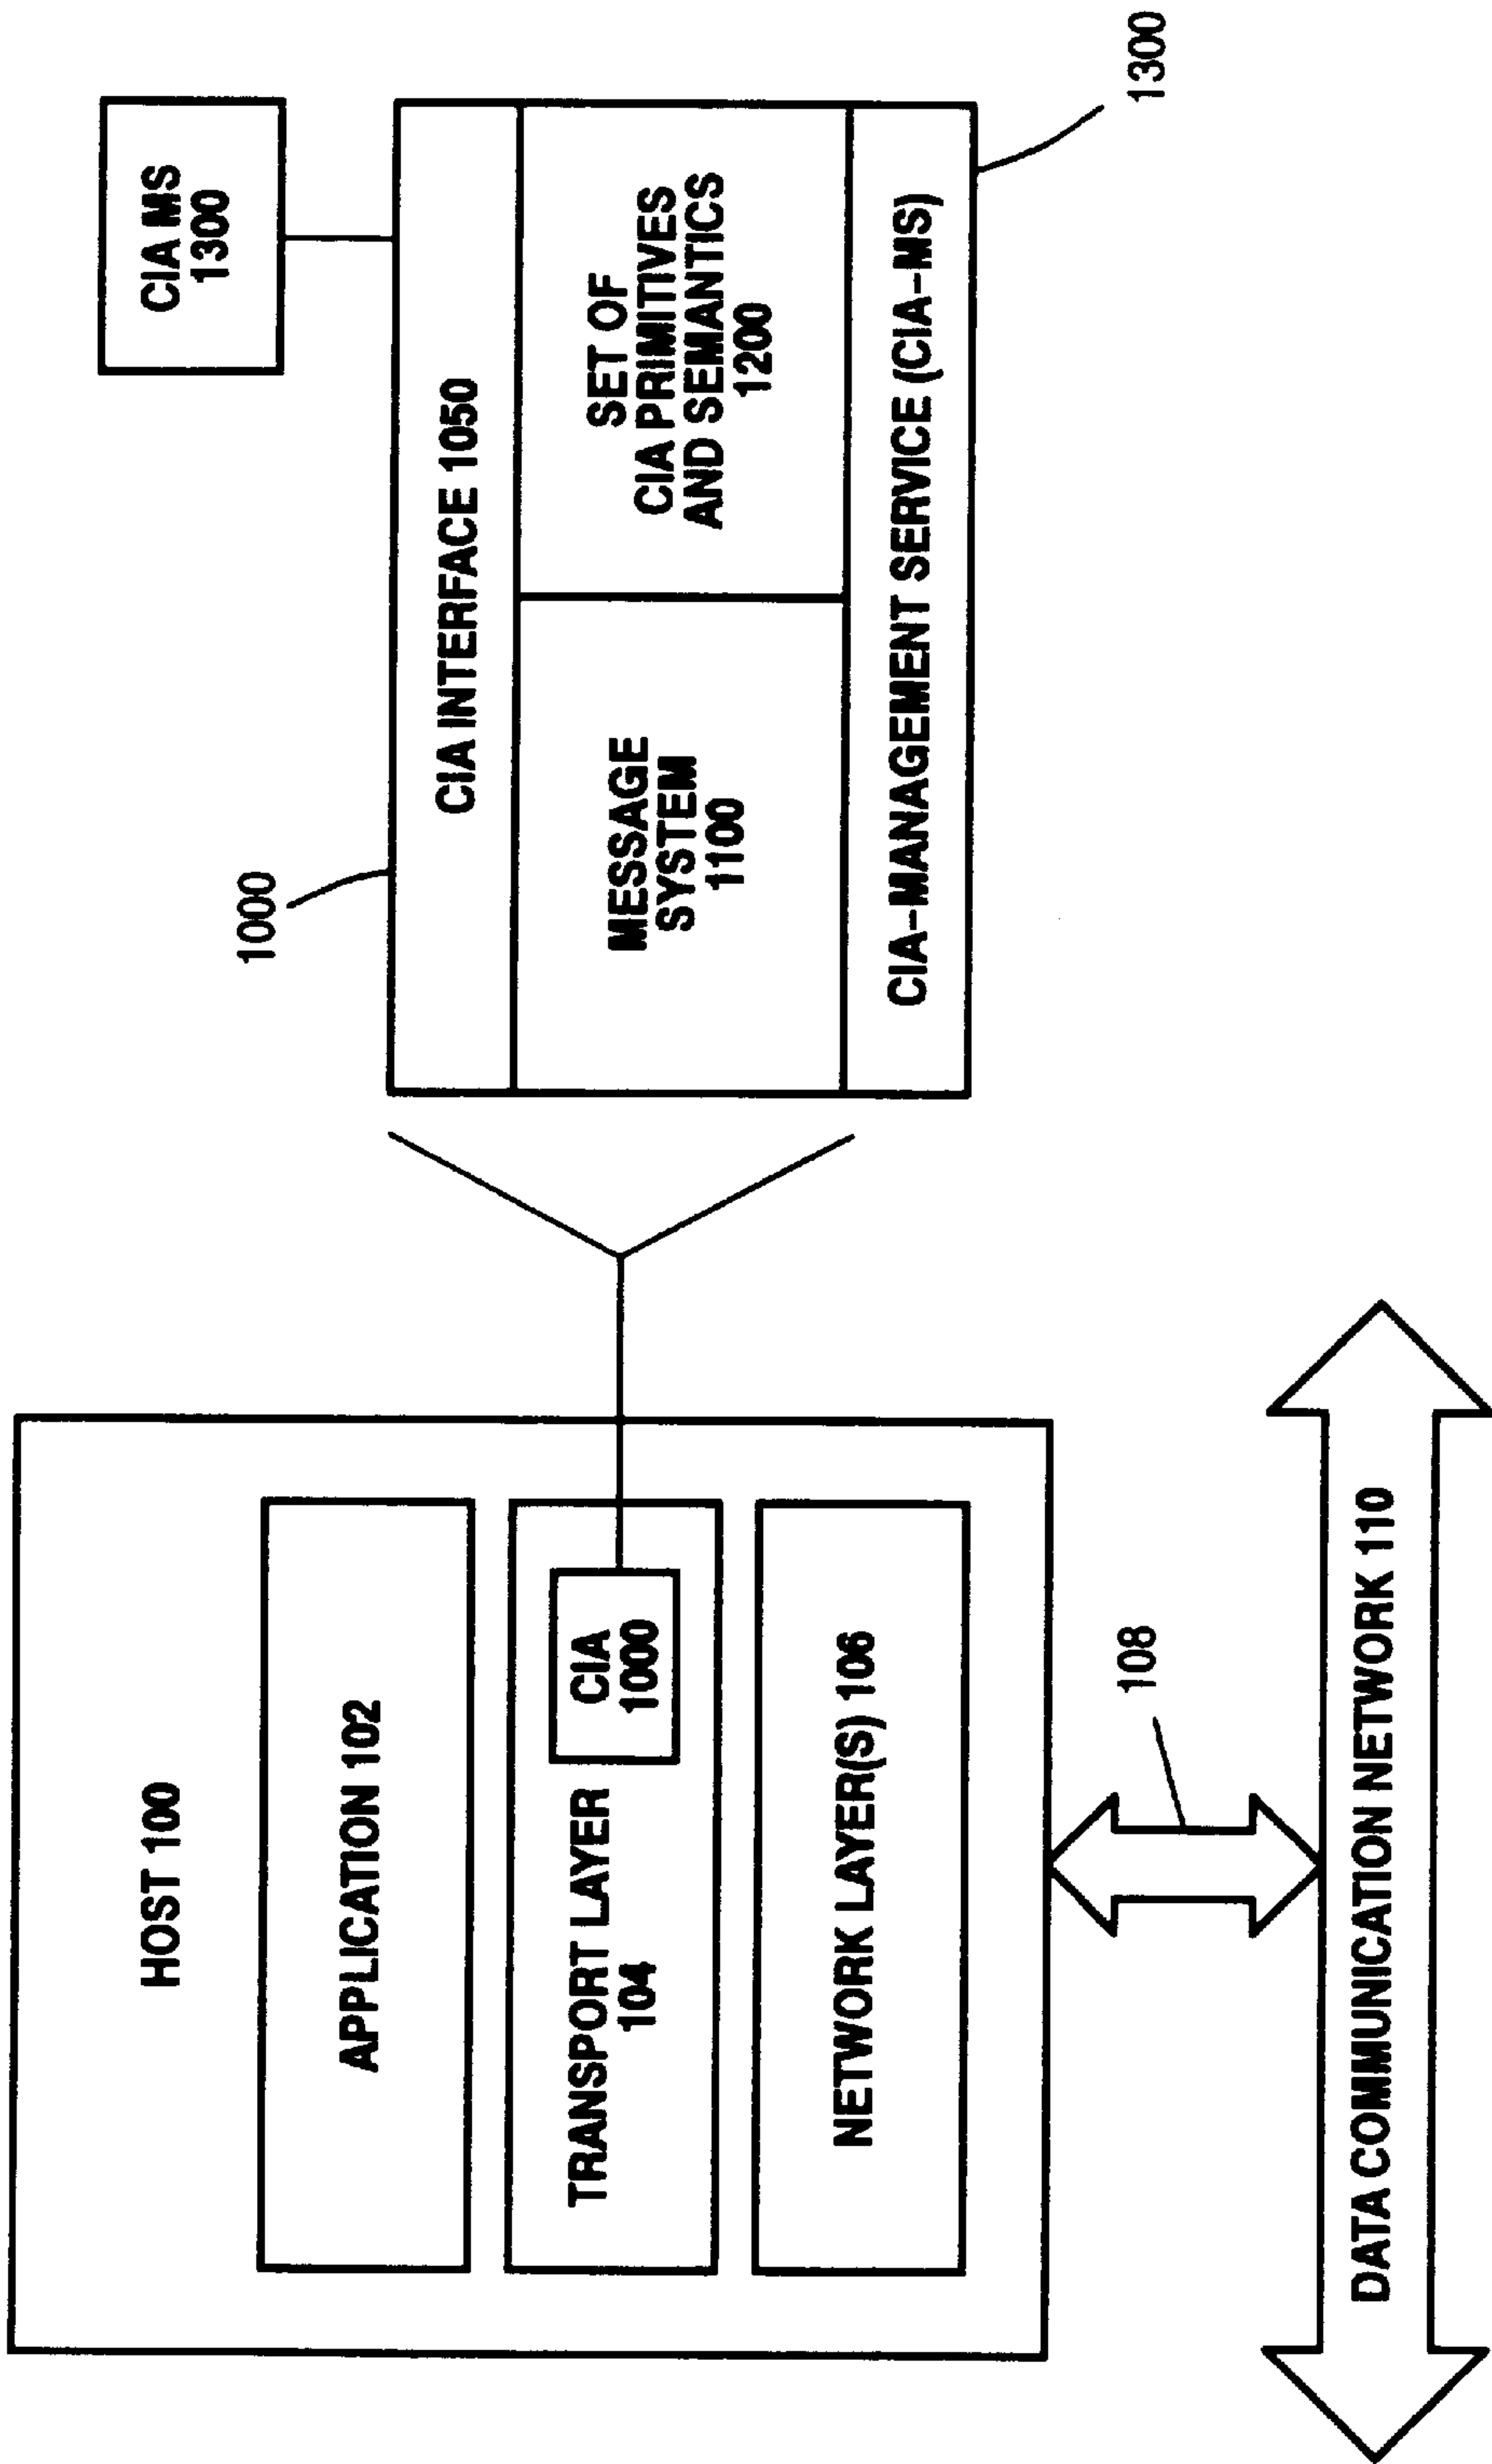 HOST 100
APPLICATION 102
TRANSPORT LAYER
104
CIA
1000
NETWORK LAYER(S) 106
108
DATA COMMUNICATION NETWORK 110
CIA MS
1300
1000
CIA INTERFACE 1050
MESSAGE
SYSTEM
1100
SET OF
CIA PRIMITIVES
AND SEMANTICS
1200
CIA-MANAGEMENT SERVICE (CIA-MS)
1300